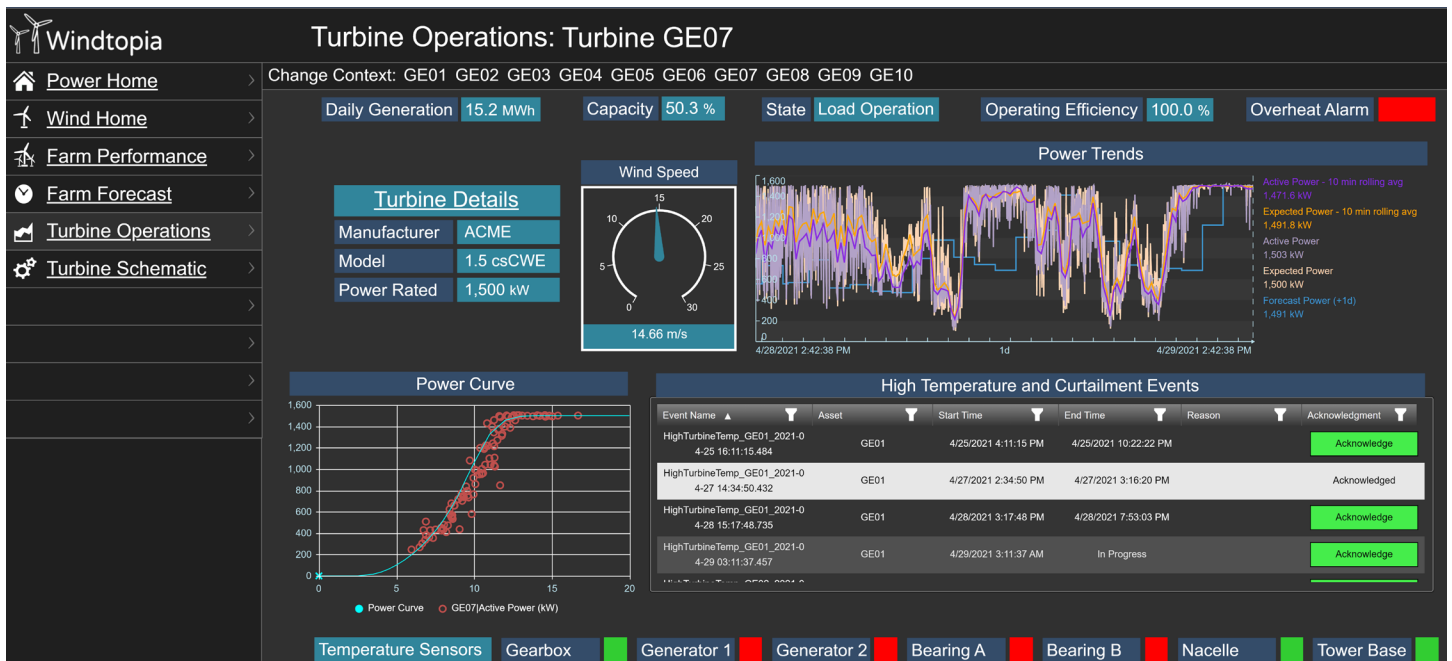 Windtopia
Turbine Operations: Turbine GE07
Power Home
Wind Home
Farm Performance
Farm Forecast
Turbine Operations
Turbine Schematic
Change Context: GE01 GE02 GE03 GE04 GE05 GE06 GE07 GE08 GE09 GE10
Daily Generation 15.2 MWh Capacity 50.3 % State Load Operation Operating Efficiency 100.0 % Overheat Alarm
Turbine Details
Manufacturer ACME
Model 1.5 csCWE
Power Rated 1,500 kW
Wind Speed
0 5 10 15 20 25 30
14.66 m/s
Power Trends
1,600
1,400
400
200
0
4/28/2021 2:42:38 PM 1d 4/29/2021 2:42:38 PM
Active Power - 10 min rolling avg
1,471.6 kW
Expected Power - 10 min rolling avg
1,491.8 kW
Active Power
1,503 kW
Expected Power
1,500 kW
Forecast Power (+1d)
1,491 kW
Power Curve
1,600
1,400
1,200
1,000
800
600
400
200
0
0 5 10 15 20
Power Curve GE07|Active Power (kW)
High Temperature and Curtailment Events
Event Name ▲ Asset Start Time End Time Reason Acknowledgment
HighTurbineTemp_GE01_2021-0
4-25 16:11:15.484
GE01 4/25/2021 4:11:15 PM 4/25/2021 10:22:22 PM Acknowledge
HighTurbineTemp_GE01_2021-0
4-27 14:34:50.432
GE01 4/27/2021 2:34:50 PM 4/27/2021 3:16:20 PM Acknowledged
HighTurbineTemp_GE01_2021-0
4-28 15:17:48.735
GE01 4/28/2021 3:17:48 PM 4/28/2021 7:53:03 PM Acknowledge
HighTurbineTemp_GE01_2021-0
4-29 03:11:37.457
GE01 4/29/2021 3:11:37 AM In Progress Acknowledge
Temperature Sensors Gearbox Generator 1 Generator 2 Bearing A Bearing B Nacelle Tower Base